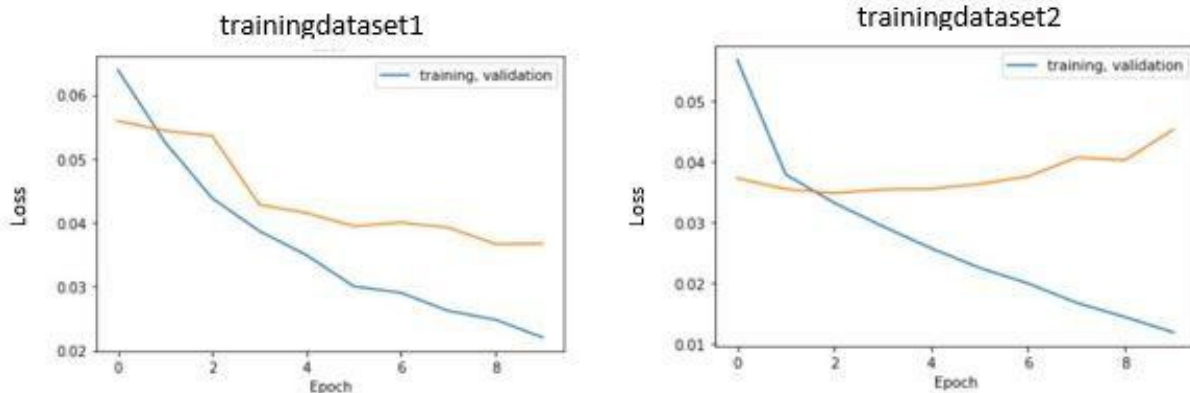 trainingdataset1
training, validation
0.06
0.05
0.04
0.03
0.02
0 2 4 6 8
Epoch
Loss
trainingdataset2
training, validation
0.05
0.04
0.03
0.02
0.01
0 2 4 6 8
Epoch
Loss